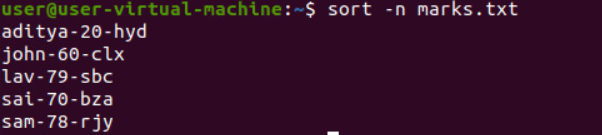 user@user-virtual-machine:~$ sort -n marks.txt
aditya-20-hyd
john-60-clx
lav-79-sbc
sai-70-bza
sam-78-rjy